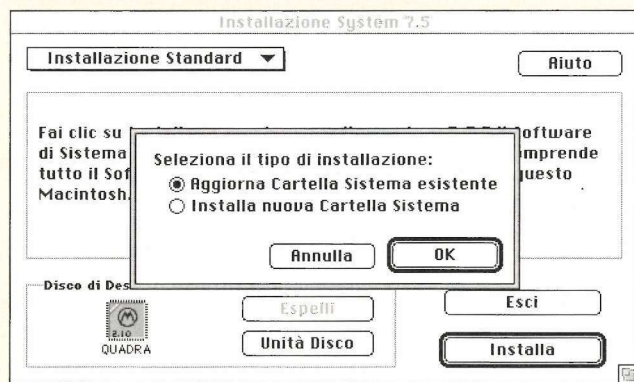 Installazione System 7.5
Installazione Standard
Aiuto
Fai clic su
oftware
di Sistema
mprende
tutto il Sof
uesto
Macintosh.
Seleziona il tipo di installazione:
Aggiorna Cartella Sistema esistente
Installa nuova Cartella Sistema
Annulla
OK
Disco di Des
2.10
QUADRA
Espelli
Unità Disco
Esci
Installa